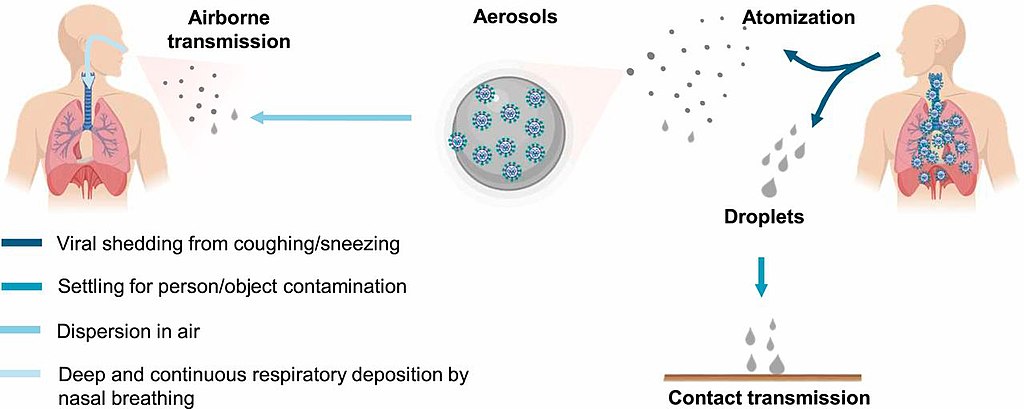 Airborne
transmission
Aerosols
Atomization
Droplets
Viral shedding from coughing/sneezing
Settling for person/object contamination
Dispersion in air
Deep and continuous respiratory deposition by
nasal breathing
Contact transmission